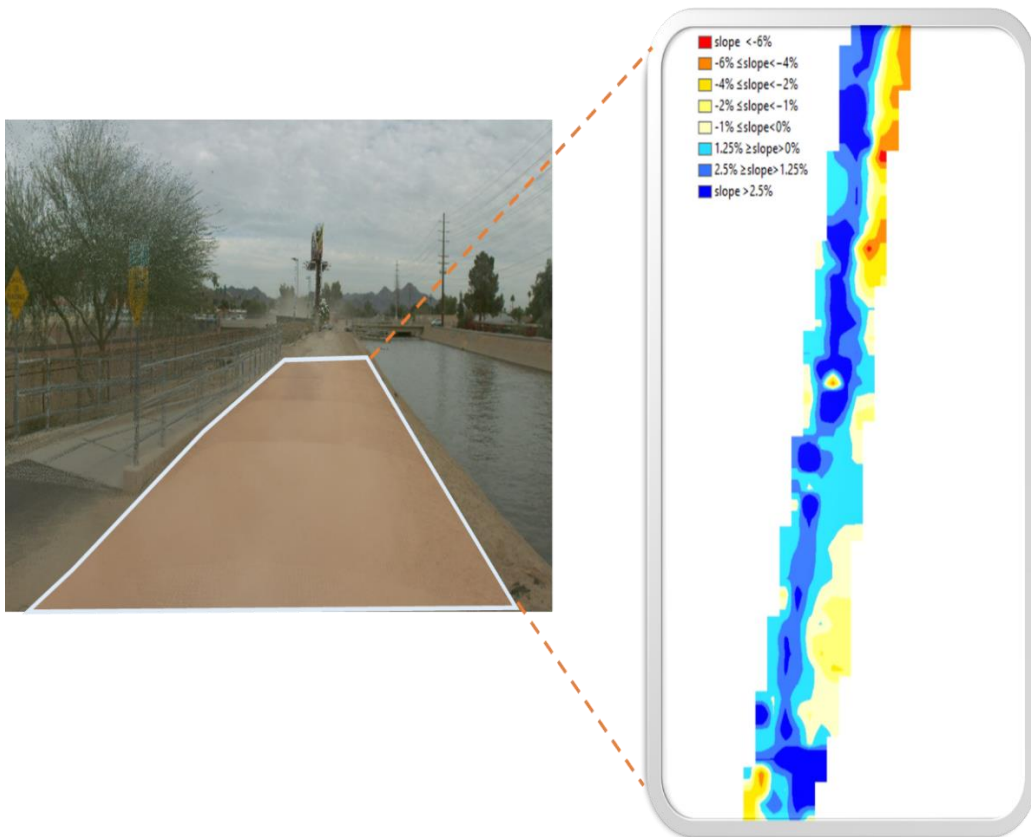 slope <-6%
-6% ≤slope<-4%
-4% ≤slope<-2%
-2% ≤slope<-1%
-1% ≤slope<0%
1.25% ≥slope>0%
2.5% ≥slope>1.25%
slope >2.5%